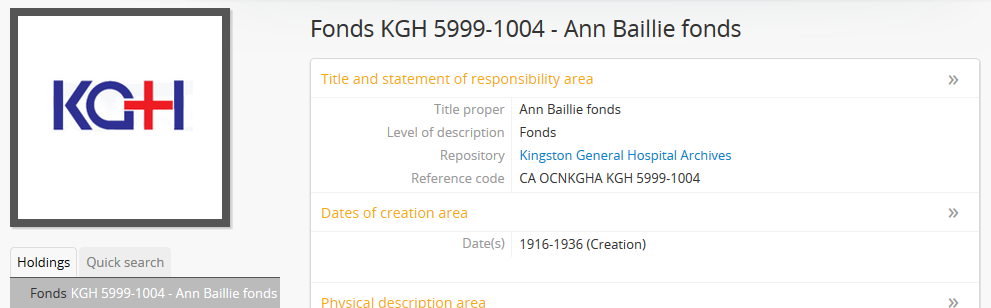 KGH
Fonds KGH 5999-1004 - Ann Baillie fonds
Title and statement of responsibility area »
Title proper Ann Baillie fonds
Level of description Fonds
Repository Kingston General Hospital Archives
Reference code CA OCNKGHA KGH 5999-1004
Dates of creation area »
Date(s) 1916-1936 (Creation)
Physical description area »
Holdings Quick search
Fonds KGH 5999-1004 - Ann Baillie fonds